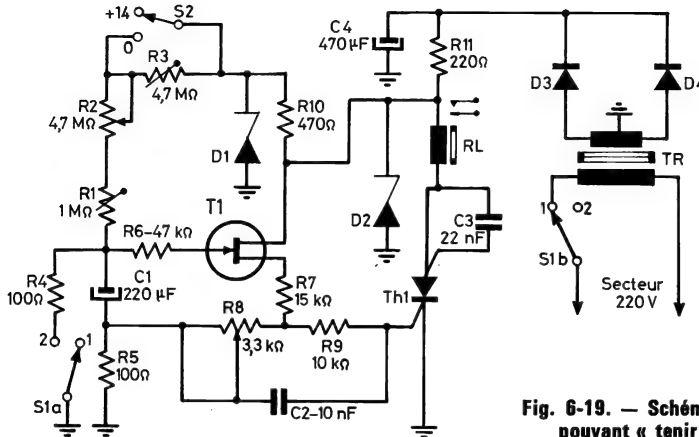 +14
S2
0
R3
4,7 MΩ
R2
4,7 MΩ
R1
1 MΩ
R6-47 kΩ
T1
C1
220 µF
R4
100Ω
2
1
S1a
R5
100Ω
R8
3,3 kΩ
R7
15 kΩ
R9
10 kΩ
C2-10 nF
D1
R10
470Ω
C4
470 µF
R11
220Ω
RL
D2
C3
22 nF
Th1
D3
D4
TR
1
2
S1b
Secteur
220 V
Fig. 6-19. — Schém
pouvant « tenir